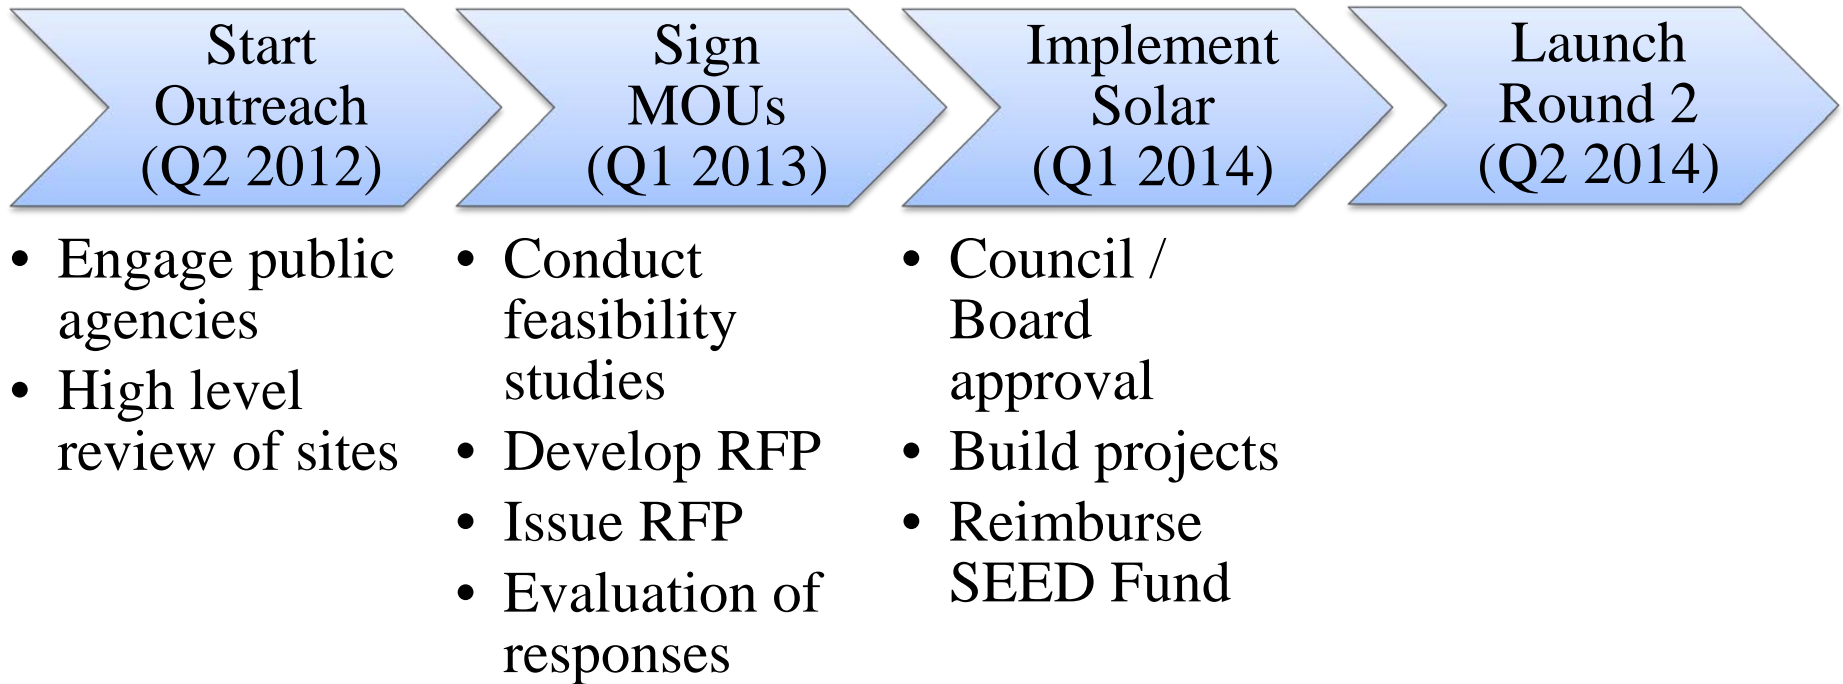 Start
Outreach
(Q2 2012)
• Engage public
agencies
• High level
review of sites
Sign
MOUs
(Q1 2013)
• Conduct
feasibility
studies
• Develop RFP
• Issue RFP
• Evaluation of
responses
Implement
Solar
(Q1 2014)
• Council /
Board
approval
• Build projects
• Reimburse
SEED Fund
Launch
Round 2
(Q2 2014)